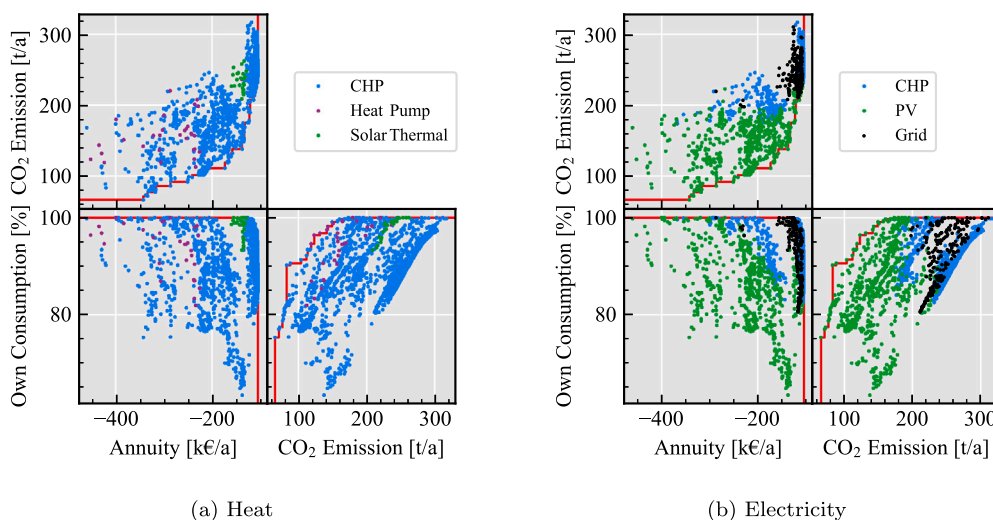 CO₂ Emission [t/a]
300
200
100
CHP
Heat Pump
Solar Thermal
Own Consumption [%]
100
80
−400
−200
100
200
300
Annuity [k€/a]
CO₂ Emission [t/a]
(a) Heat
CO₂ Emission [t/a]
300
200
100
CHP
PV
Grid
Own Consumption [%]
100
80
−400
−200
100
200
300
Annuity [k€/a]
CO₂ Emission [t/a]
(b) Electricity